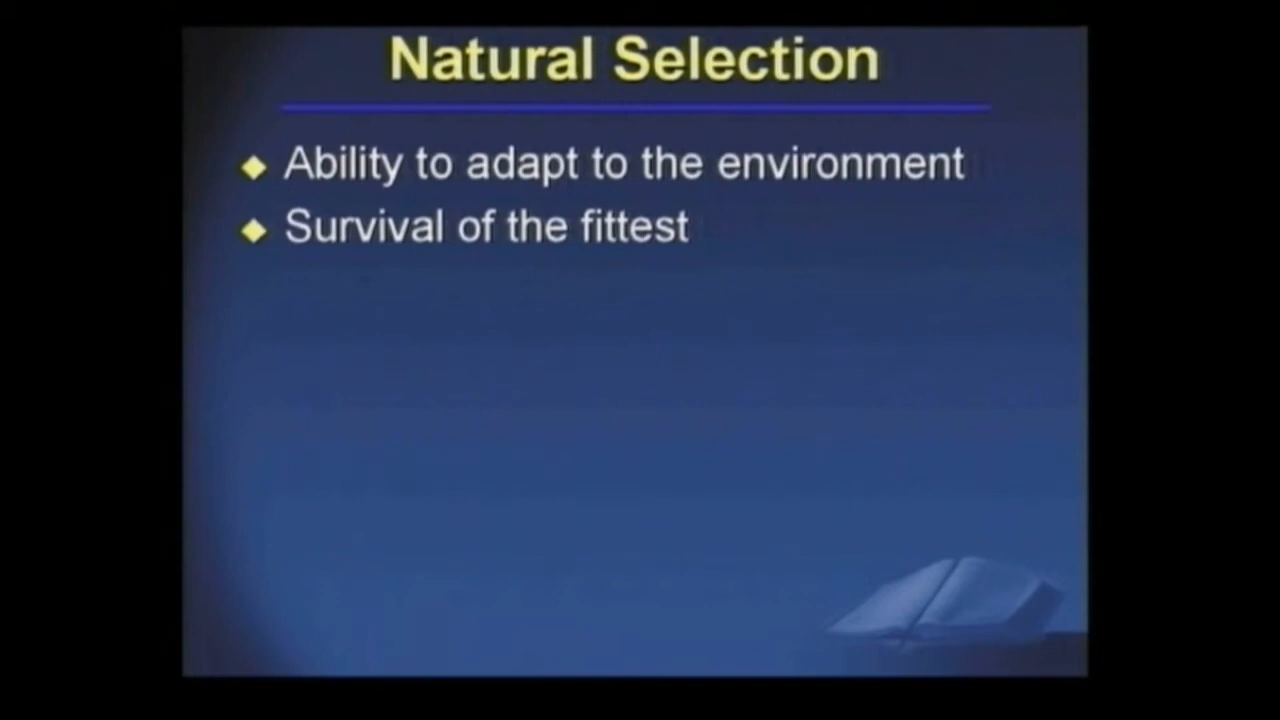 Natural Selection
Ability to adapt to the environment
Survival of the fittest